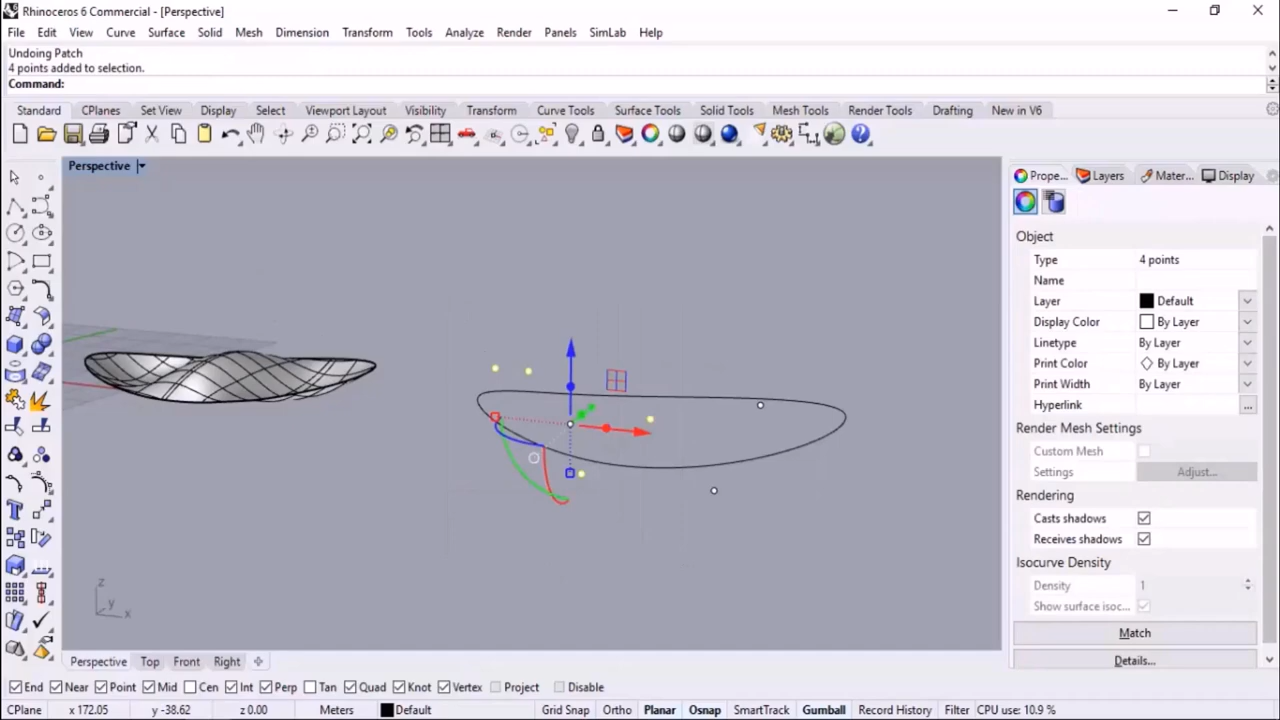 Rhinoceros 6 Commercial - [Perspective]
File Edit View Curve Surface Solid Mesh Dimension Transform Tools Analyze Render Panels SimLab Help
Undoing Patch
4 points added to selection.
Command:
Standard CPlanes Set View Display Select Viewport Layout Visibility Transform Curve Tools Surface Tools Solid Tools Mesh Tools Render Tools Drafting New in V6
Perspective
Prope... Layers Mater... Display
Object
Type 4 points
Name
Layer Default
Display Color By Layer
Linetype By Layer
Print Color By Layer
Print Width By Layer
Hyperlink ...
Render Mesh Settings
Custom Mesh
Settings Adjust...
Rendering
Casts shadows
Receives shadows
Isocurve Density
Density 1
Show surface isoc...
Match
Details...
z
y
x
Perspective Top Front Right
End Near Point Mid Cen Int Perp Tan Quad Knot Vertex Project Disable
CPlane x 172.05 y -38.62 z 0.00 Meters Default Grid Snap Ortho Planar Osnap SmartTrack Gumball Record History Filter CPU use: 10.9 %